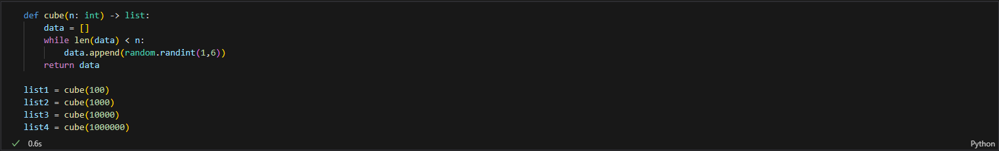 def cube(n: int) -> list:
    data = []
    while len(data) < n:
        data.append(random.randint(1,6))
    return data

list1 = cube(100)
list2 = cube(1000)
list3 = cube(10000)
list4 = cube(1000000)
✓ 0.6s
Python